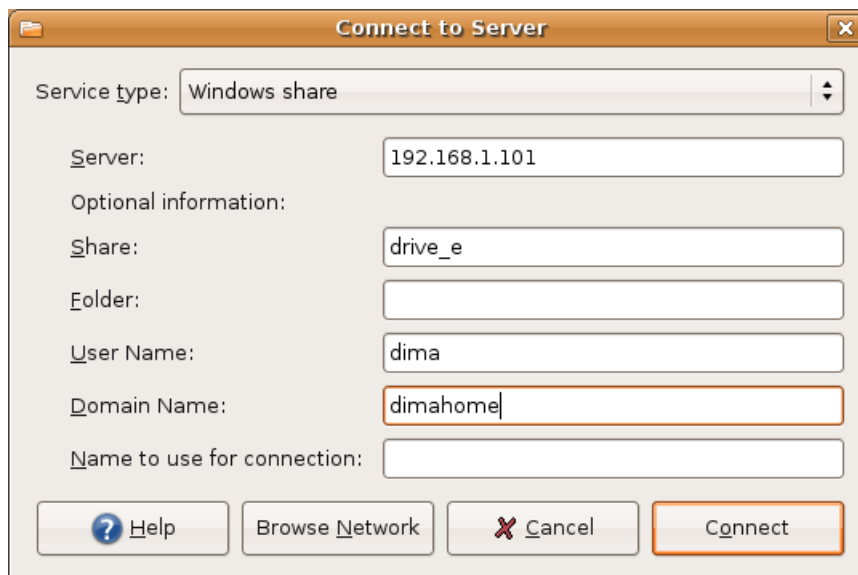 Connect to Server
Service type: Windows share
Server: 192.168.1.101
Optional information:
Share: drive_e
Folder:
User Name: dima
Domain Name: dimahome
Name to use for connection:
Help Browse Network Cancel Connect